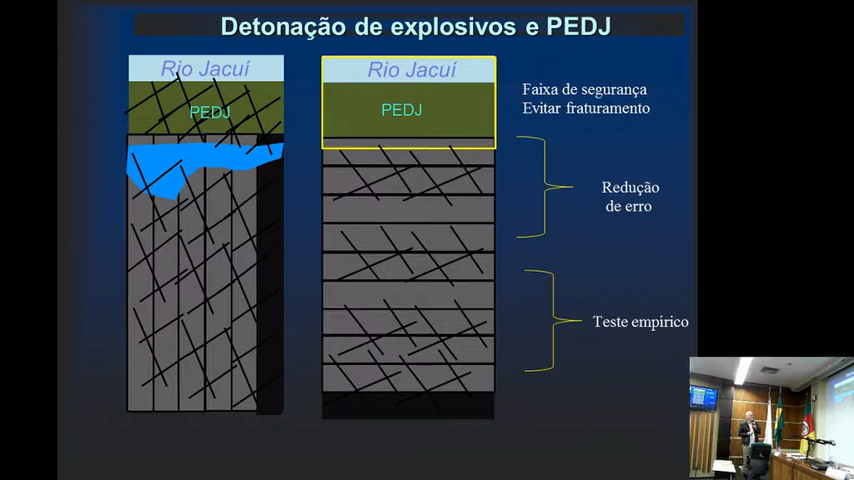 Detonação de explosivos e PEDJ
Rio Jacuí
PEDJ
Rio Jacuí
PEDJ
Faixa de segurança
Evitar fraturamento
Redução
de erro
Teste empírico